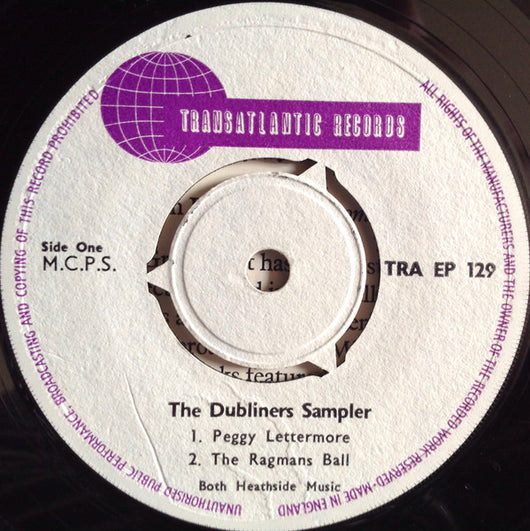 TRANSATLANTIC RECORDS
UNAUTHORISED PUBLIC PERFORMANCE, BROADCASTING AND COPYING OF THIS RECORD PROHIBITED
ALL RIGHTS OF THE MANUFACTURERS AND OF THE OWNER OF THE RECORDED WORK RESERVED-MADE IN ENGLAND
Side One
M.C.P.S.
TRA EP 129
The Dubliners Sampler
1. Peggy Lettermore
2. The Ragmans Ball
Both Heathside Music